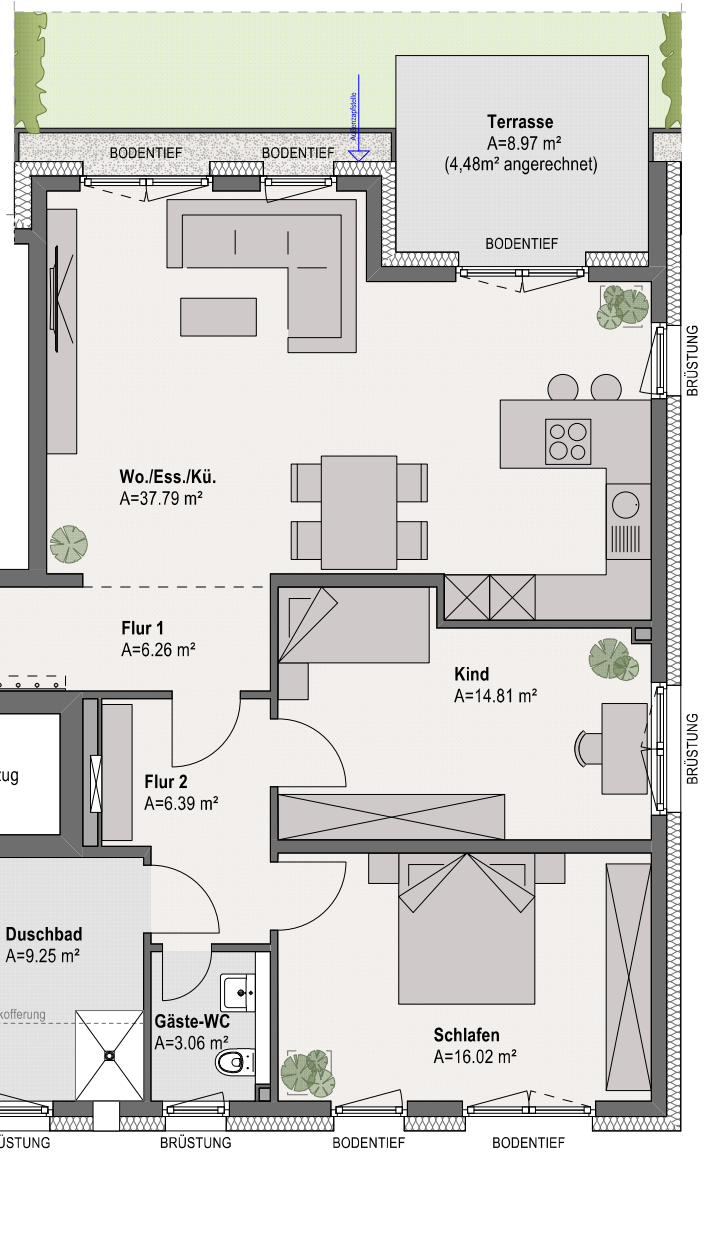 Außenzapfstelle
Terrasse
A=8.97 m²
(4,48m² angerechnet)
BODENTIEF
BODENTIEF
BODENTIEF
BRÜSTUNG
Wo./Ess./Kü.
A=37.79 m²
Flur 1
A=6.26 m²
Kind
A=14.81 m²
BRÜSTUNG
zug
Flur 2
A=6.39 m²
Duschbad
A=9.25 m²
kofferung
Gäste-WC
A=3.06 m²
Schlafen
A=16.02 m²
ÜSTUNG
BRÜSTUNG
BODENTIEF
BODENTIEF